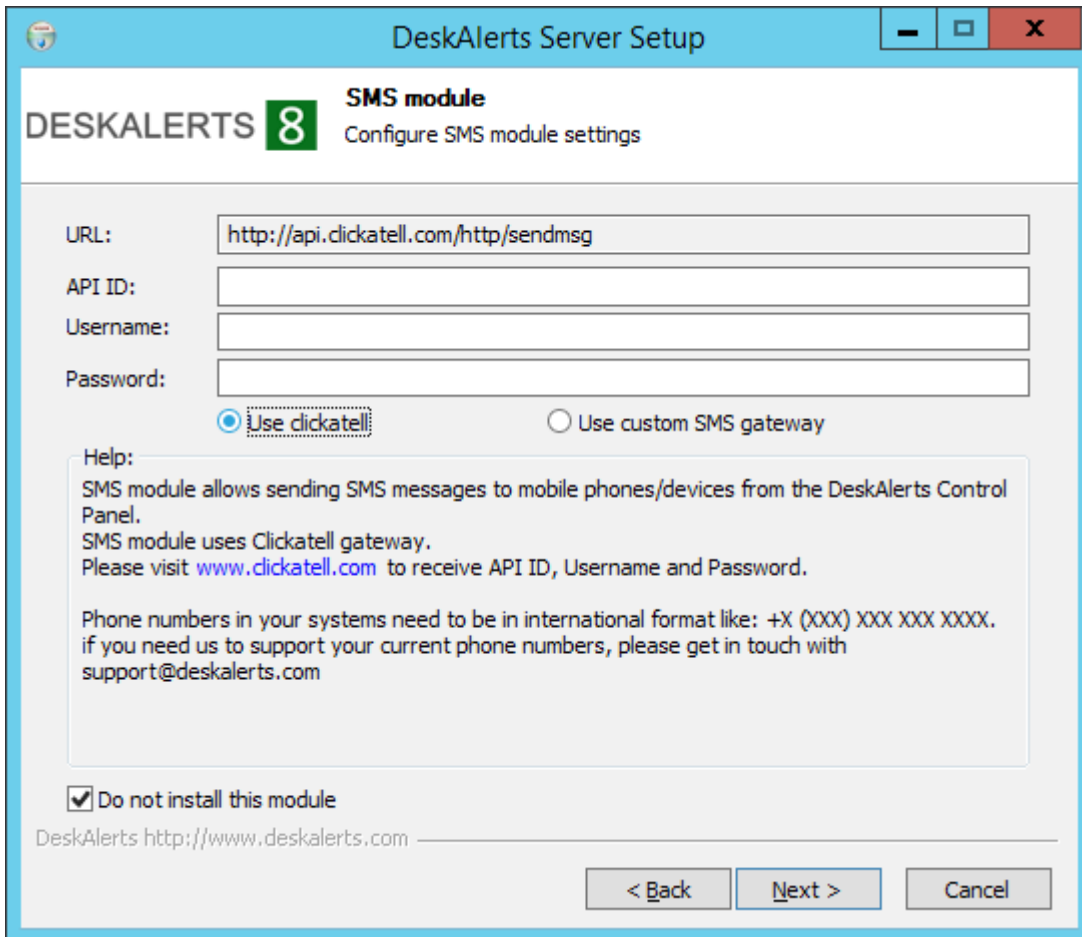 DeskAlerts Server Setup
DESKALERTS 8
SMS module
Configure SMS module settings
URL: http://api.clickatell.com/http/sendmsg
API ID:
Username:
Password:
Use clickatell Use custom SMS gateway
Help:
SMS module allows sending SMS messages to mobile phones/devices from the DeskAlerts Control
Panel.
SMS module uses Clickatell gateway.
Please visit www.clickatell.com to receive API ID, Username and Password.
Phone numbers in your systems need to be in international format like: +X (XXX) XXX XXX XXXX.
if you need us to support your current phone numbers, please get in touch with
support@deskalerts.com
Do not install this module
DeskAlerts http://www.deskalerts.com
< Back Next > Cancel